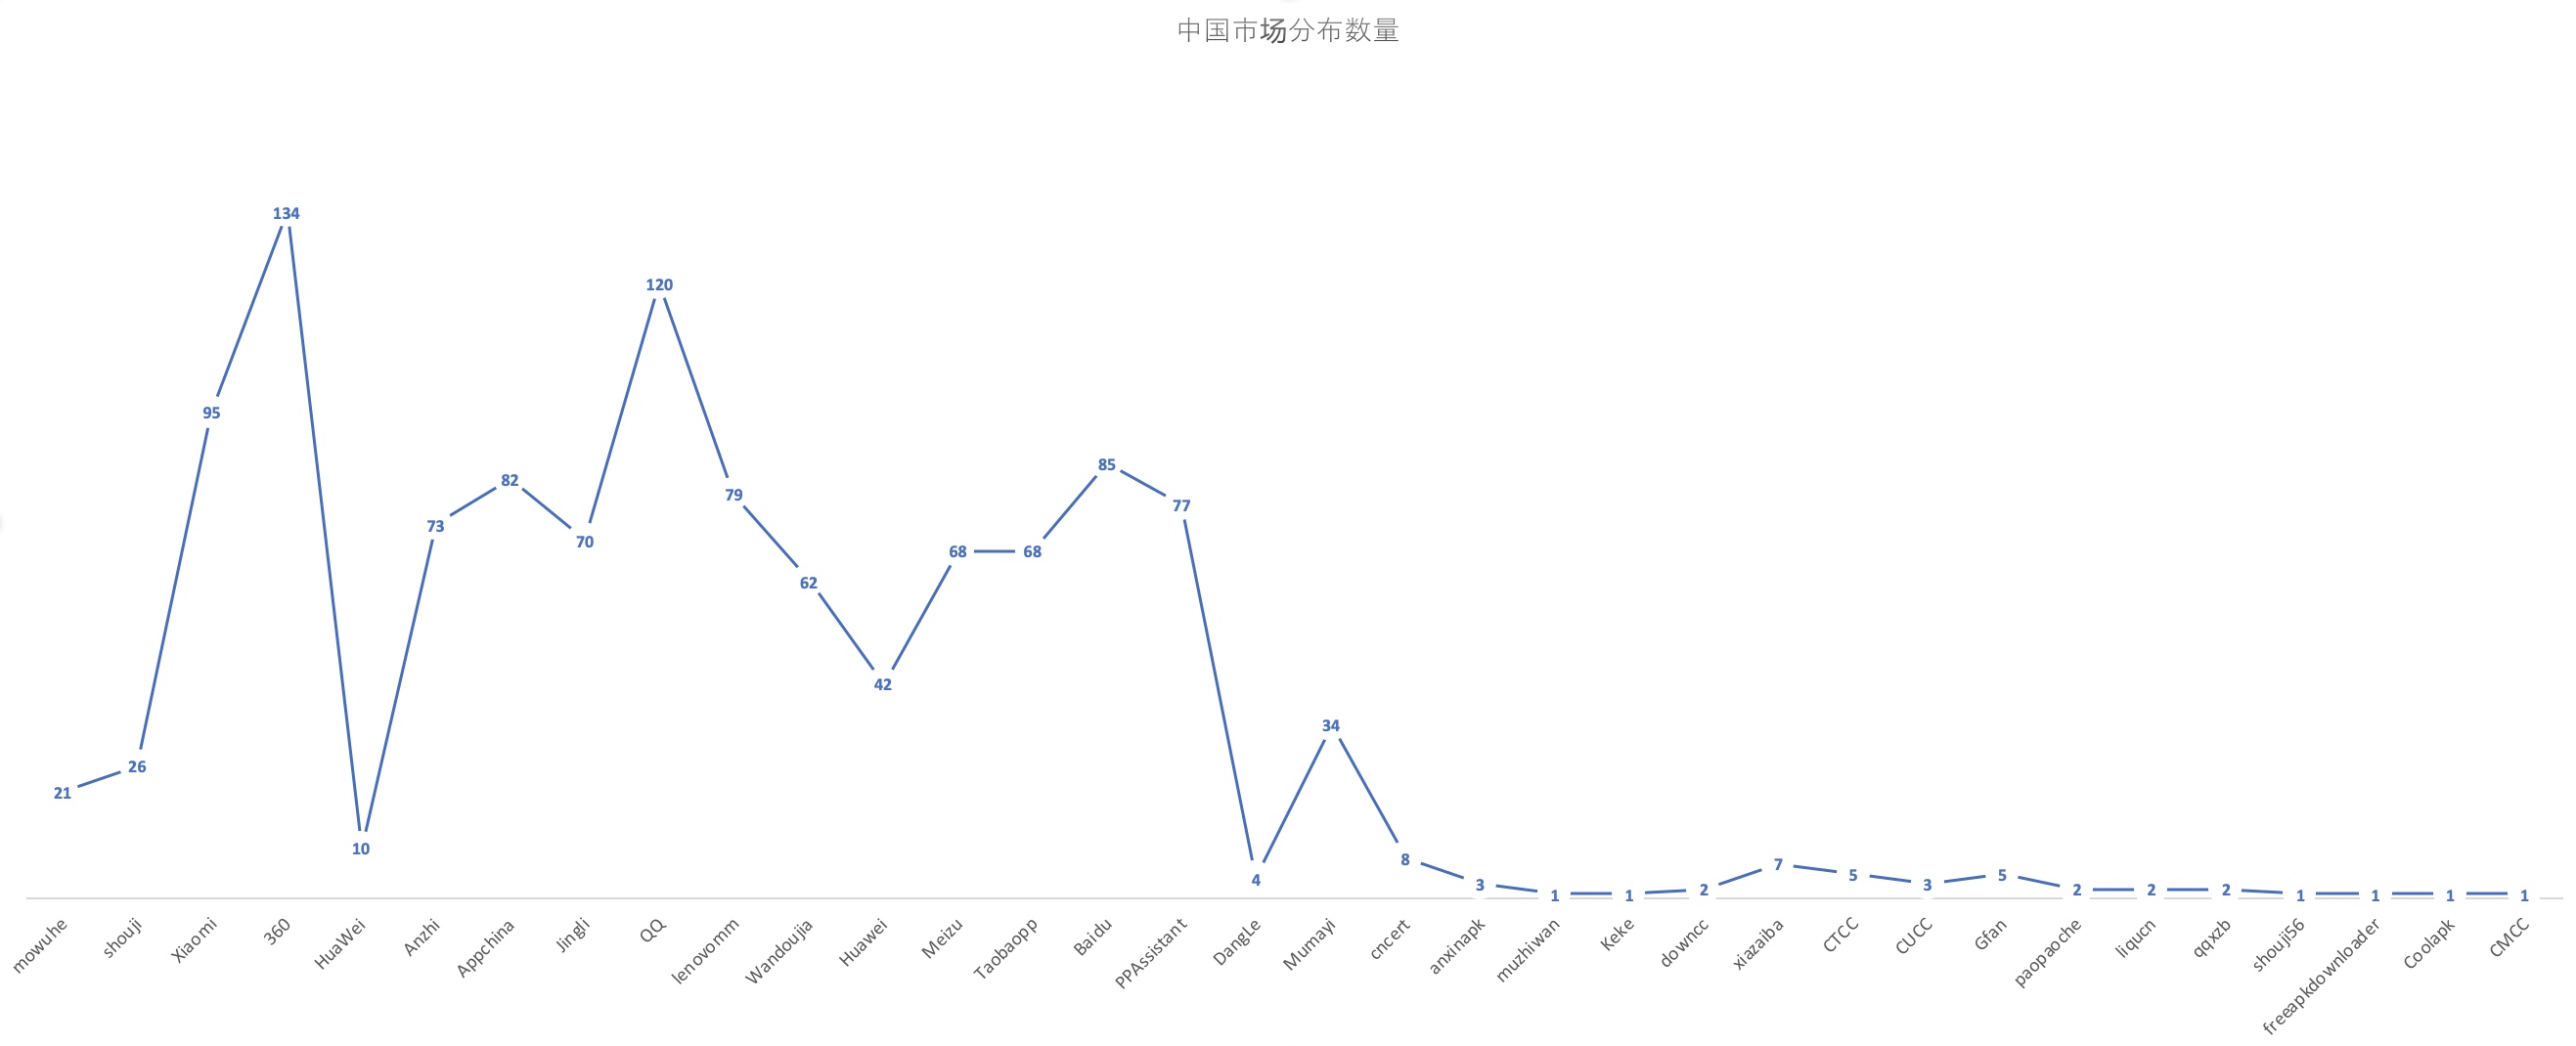 中国市场分布数量
134
120
95
85
82
79
77
73
70
68
68
62
42
34
26
21
10
8
7
5
5
4
3
3
2
2
2
2
1
1
1
1
1
1
mowuhe
shouji
Xiaomi
360
HuaWei
Anzhi
Appchina
Jingli
QQ
lenovomm
Wandoujia
Huawei
Meizu
Taobaopp
Baidu
PPAssistant
DangLe
Mumayi
cncert
anxinapk
muzhiwan
Keke
downcc
xiazaiba
CTCC
CUCC
Gfan
paopaoche
liqucn
qqxzb
shouji56
freeapkdownloader
Coolapk
CMCC